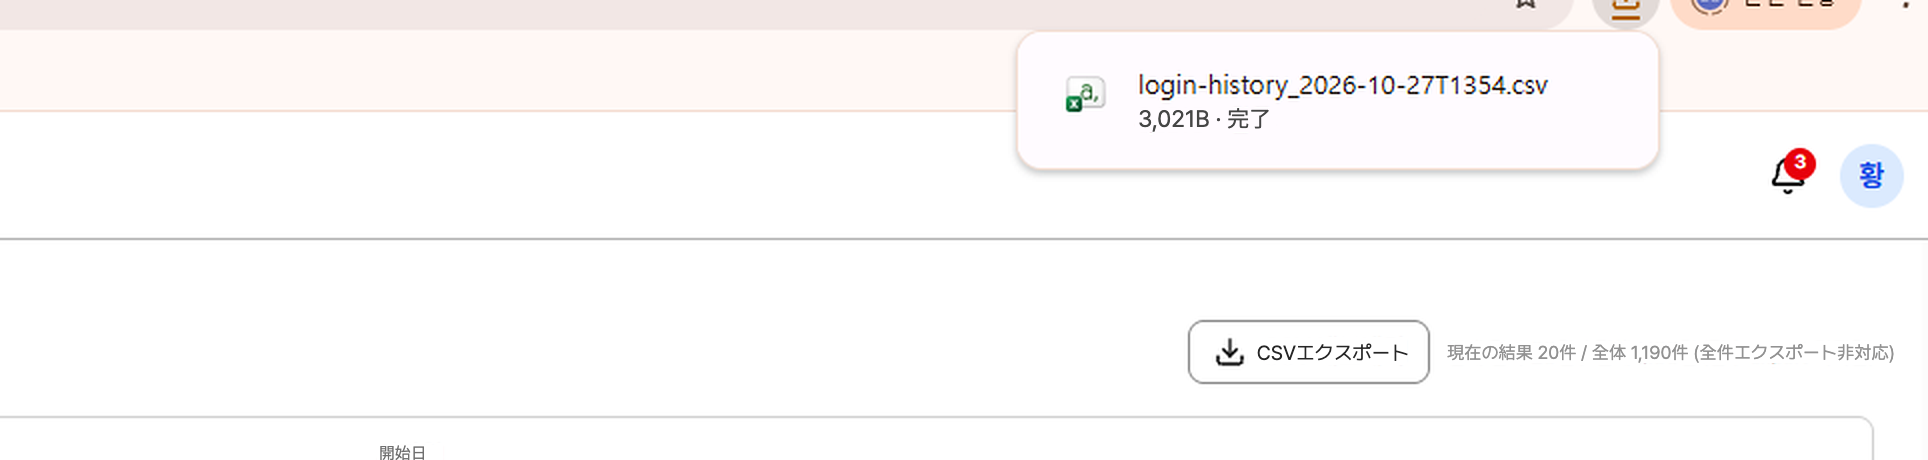 login-history_2026-10-27T1354.csv
3,021B · 完了
3
황
CSVエクスポート
現在の結果 20件 / 全体 1,190件 (全件エクスポート非対応)
開始日